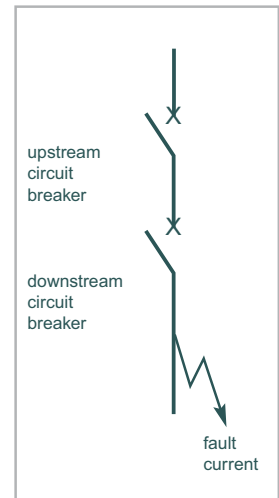 upstream
circuit
breaker
downstream
circuit
breaker
fault
current